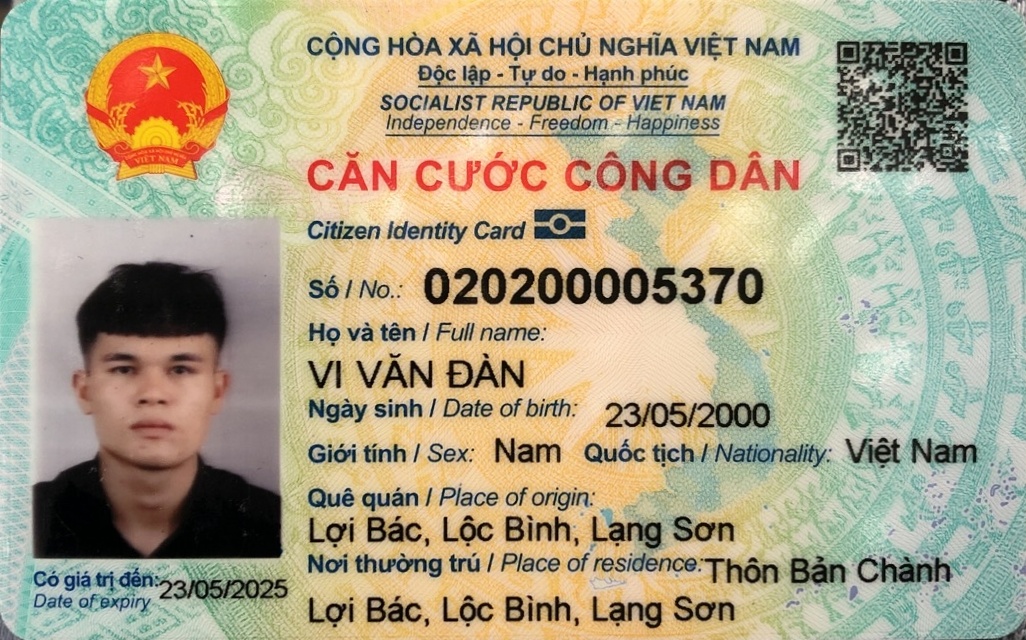 CỘNG HÒA XÃ HỘI CHỦ NGHĨA VIỆT NAM
Độc lập - Tự do - Hạnh phúc
SOCIALIST REPUBLIC OF VIET NAM
Independence - Freedom - Happiness
VIỆT NAM
CĂN CƯỚC CÔNG DÂN
Citizen Identity Card
Số / No.: 020200005370
Họ và tên / Full name:
VI VĂN ĐÀN
Ngày sinh / Date of birth: 23/05/2000
Giới tính / Sex: Nam Quốc tịch / Nationality: Việt Nam
Quê quán / Place of origin:
Lợi Bác, Lộc Bình, Lạng Sơn
Nơi thường trú / Place of residence: Thôn Bản Chành
Lợi Bác, Lộc Bình, Lạng Sơn
Có giá trị đến: 23/05/2025
Date of expiry